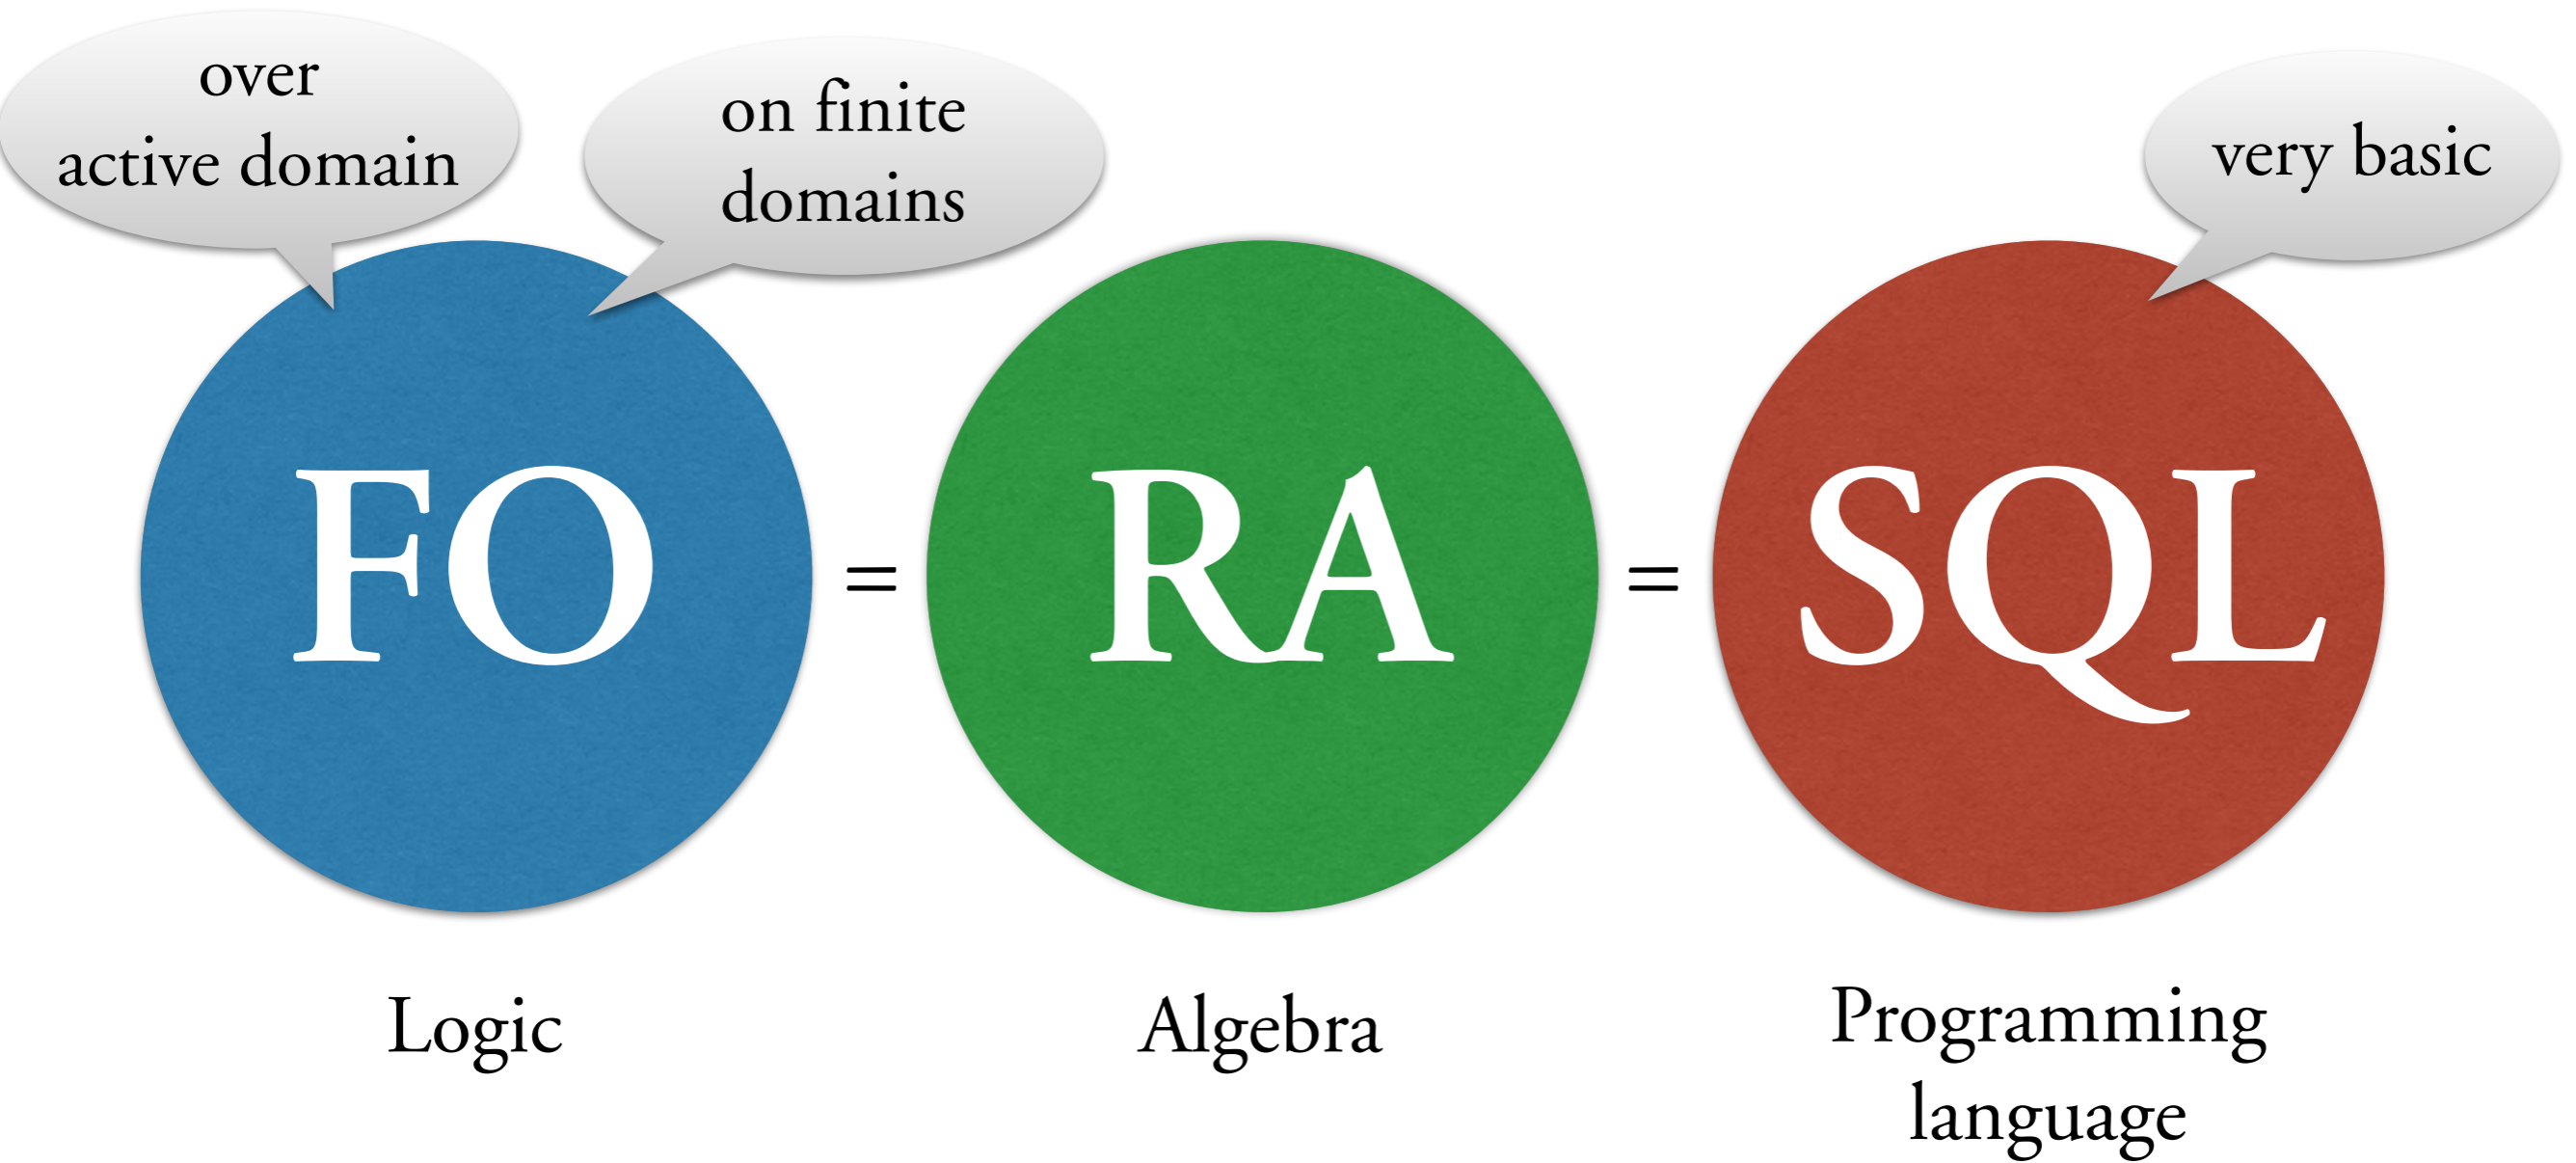 over
active domain
on finite
domains
very basic
FO
=
RA
=
SQL
Logic
Algebra
Programming
language